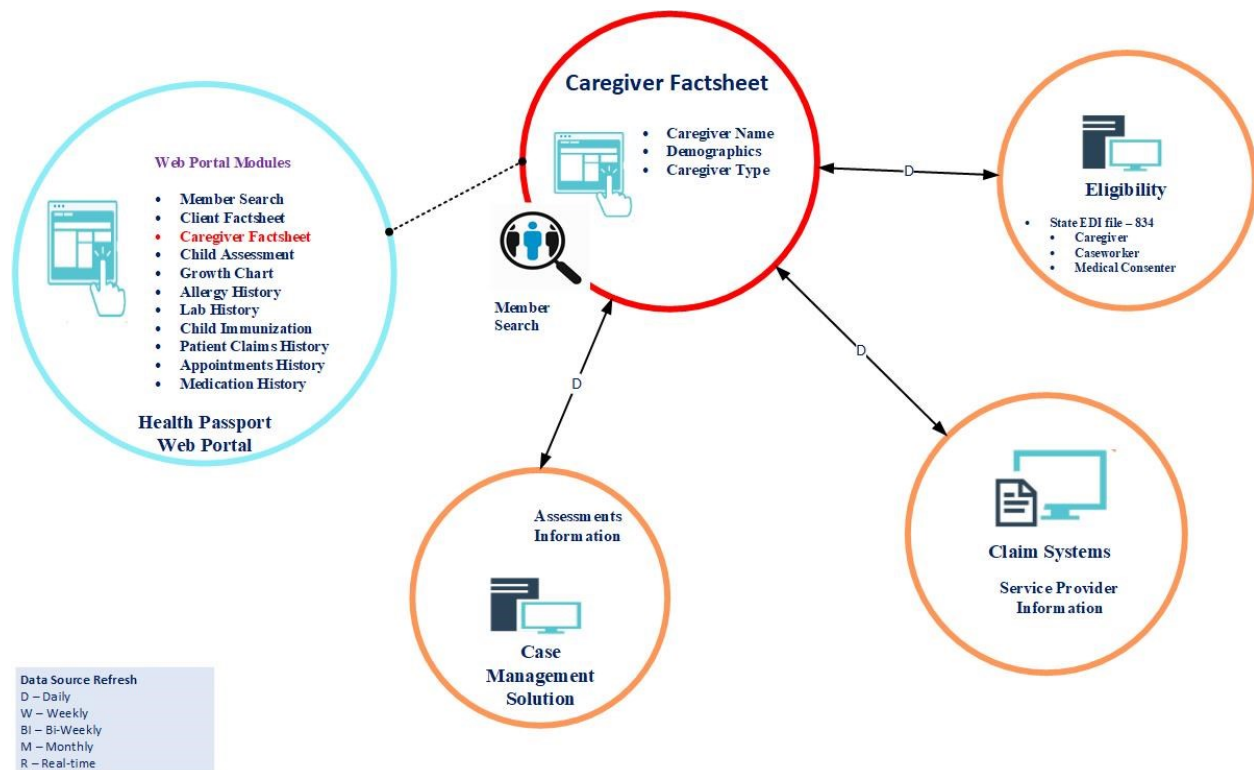 Web Portal Modules
• Member Search
• Client Factsheet
• Caregiver Factsheet
• Child Assessment
• Growth Chart
• Allergy History
• Lab History
• Child Immunization
• Patient Claims History
• Appointments History
• Medication History
Health Passport
Web Portal
Caregiver Factsheet
• Caregiver Name
• Demographics
• Caregiver Type
Member
Search
D
Eligibility
• State EDI file – 834
• Caregiver
• Caseworker
• Medical Consenter
D
D
Assessments
Information
Case
Management
Solution
Claim Systems
Service Provider
Information
Data Source Refresh
D – Daily
W – Weekly
BI – Bi-Weekly
M – Monthly
R – Real-time